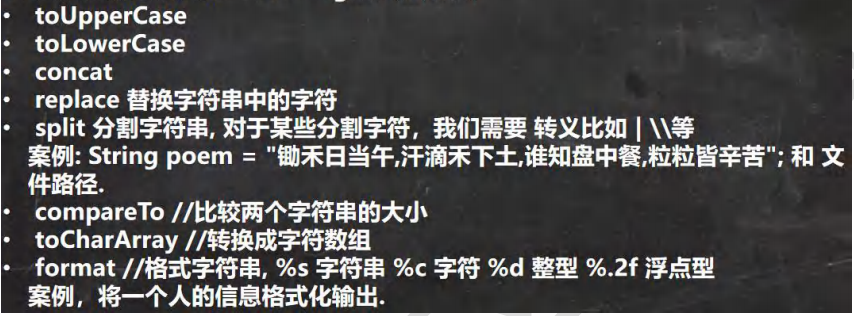 • toUpperCase
• toLowerCase
• concat
• replace 替换字符串中的字符
• split 分割字符串, 对于某些分割字符，我们需要 转义比如 | \\等
案例: String poem = "锄禾日当午,汗滴禾下土,谁知盘中餐,粒粒皆辛苦"; 和 文
件路径.
• compareTo //比较两个字符串的大小
• toCharArray //转换成字符数组
• format //格式字符串, %s 字符串 %c 字符 %d 整型 %.2f 浮点型
案例，将一个人的信息格式化输出.